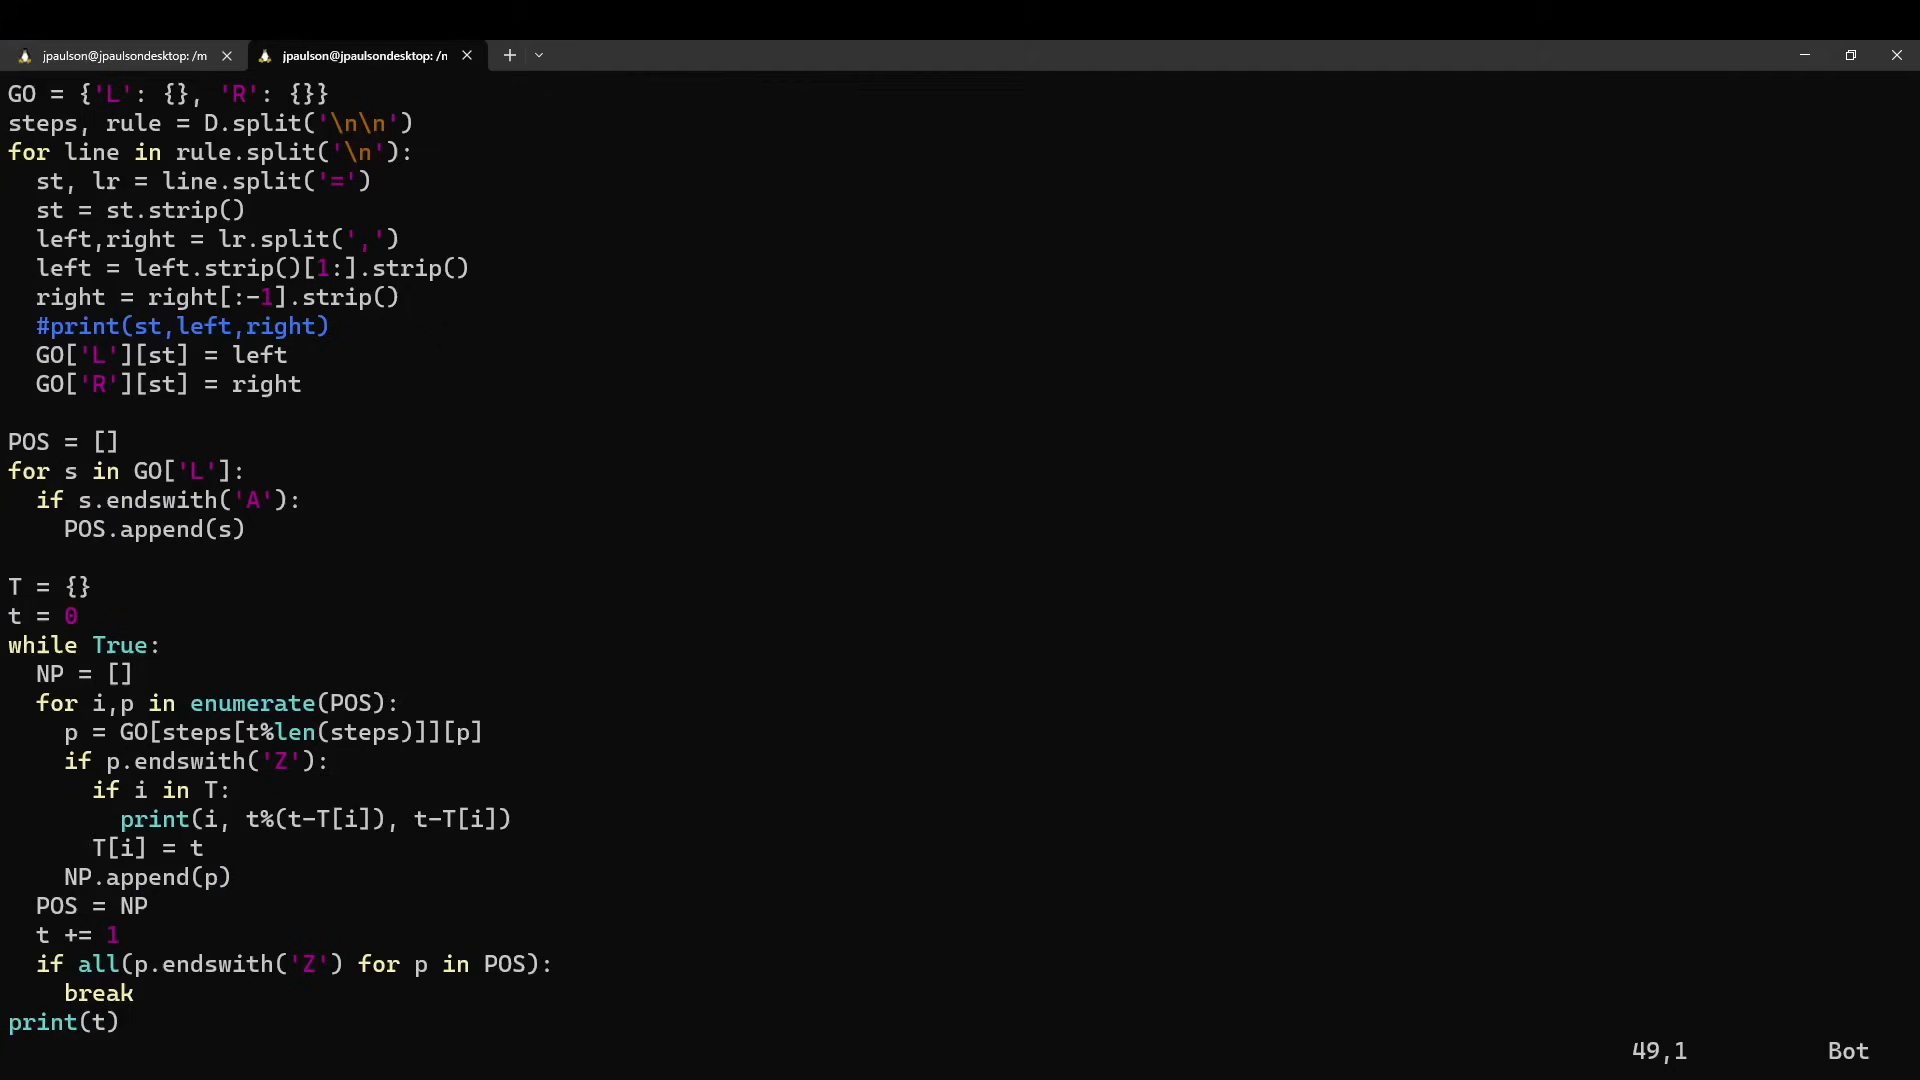 jpaulson@jpaulsondesktop: /m
jpaulson@jpaulsondesktop: /n
GO = {'L': {}, 'R': {}}
steps, rule = D.split('\n\n')
for line in rule.split('\n'):
  st, lr = line.split('=')
  st = st.strip()
  left,right = lr.split(',')
  left = left.strip()[1:].strip()
  right = right[:-1].strip()
  #print(st,left,right)
  GO['L'][st] = left
  GO['R'][st] = right
POS = []
for s in GO['L']:
  if s.endswith('A'):
    POS.append(s)
T = {}
t = 0
while True:
  NP = []
  for i,p in enumerate(POS):
    p = GO[steps[t%len(steps)]][p]
    if p.endswith('Z'):
      if i in T:
        print(i, t%(t-T[i]), t-T[i])
      T[i] = t
    NP.append(p)
  POS = NP
  t += 1
  if all(p.endswith('Z') for p in POS):
    break
print(t)
49,1 Bot